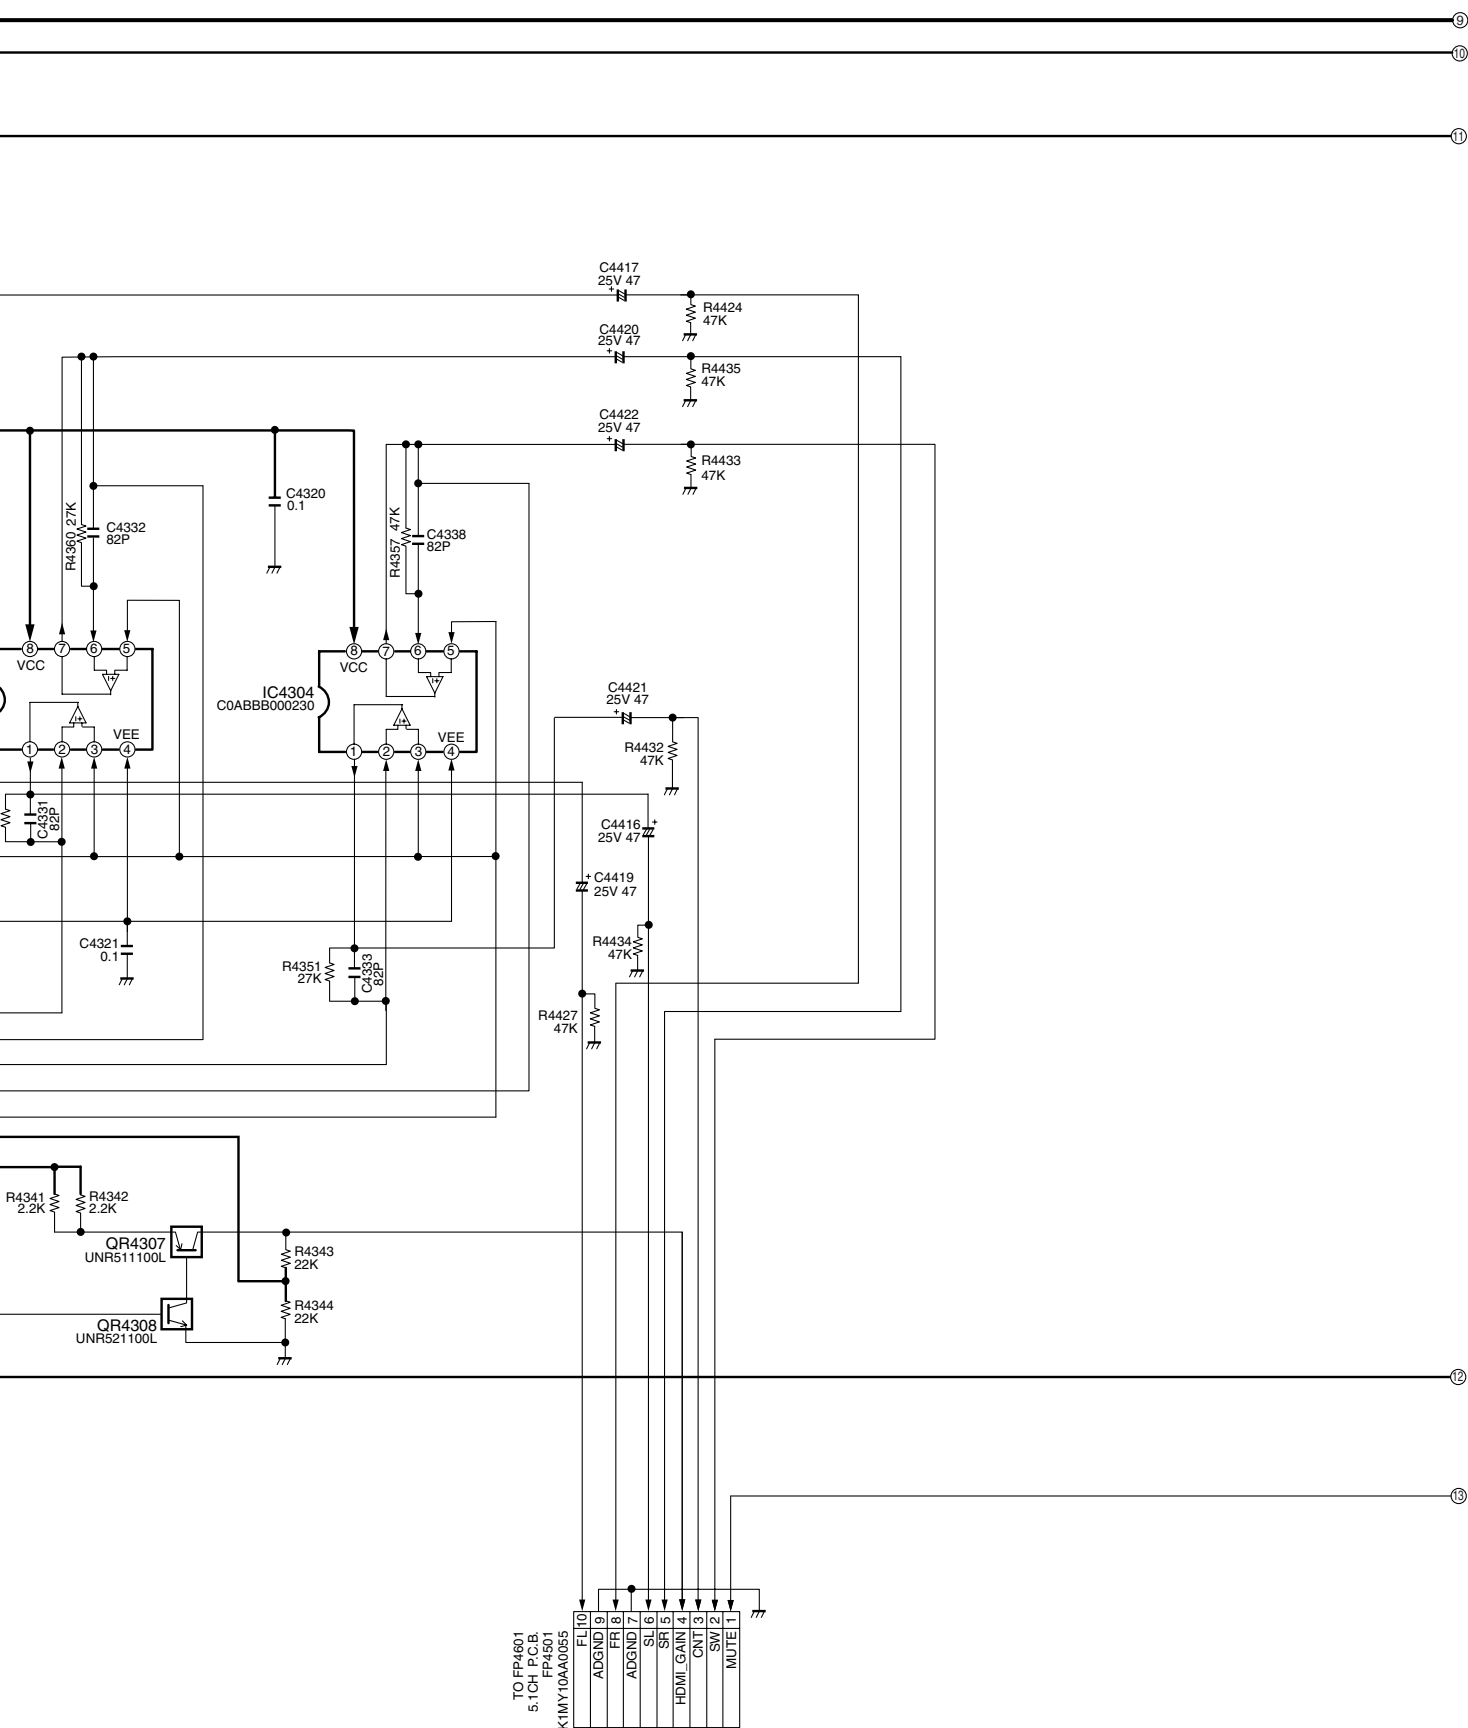 9
10
11
C4417
25V 47
+
R4424
47K
C4420
25V 47
+
R4435
47K
C4422
25V 47
+
R4433
47K
R4360 27K
C4332
82P
C4320
0.1
R4357 47K
C4338
82P
8 7 6 5
VCC
VEE
1 2 3 4
8 7 6 5
VCC
IC4304
C0ABBB000230
VEE
1 2 3 4
C4421
25V 47
+
R4432
47K
C4331
82P
C4416
25V 47
+
C4419
25V 47
+
C4321
0.1
R4351
27K
C4333
82P
R4434
47K
R4427
47K
R4341
2.2K
R4342
2.2K
QR4307
UNR511100L
R4343
22K
QR4308
UNR521100L
R4344
22K
12
13
TO FP4601
5.1CH P.C.B.
FP4501
K1MY10AA0055
FL 10
ADGND 9
FR 8
ADGND 7
SL 6
SR 5
HDMI_GAIN 4
CNT 3
SW 2
MUTE 1